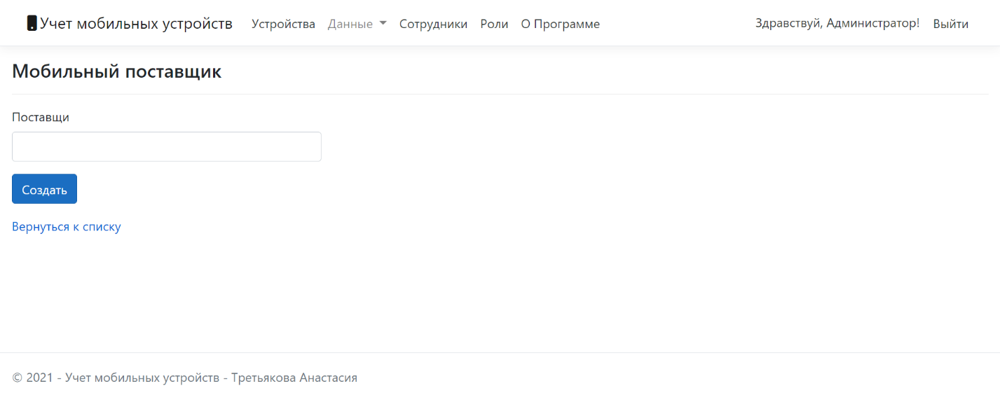 Учет мобильных устройств Устройства Данные Сотрудники Роли О Программе Здравствуй, Администратор! Выйти
Мобильный поставщик
Поставщи
Создать
Вернуться к списку
© 2021 - Учет мобильных устройств - Третьякова Анастасия